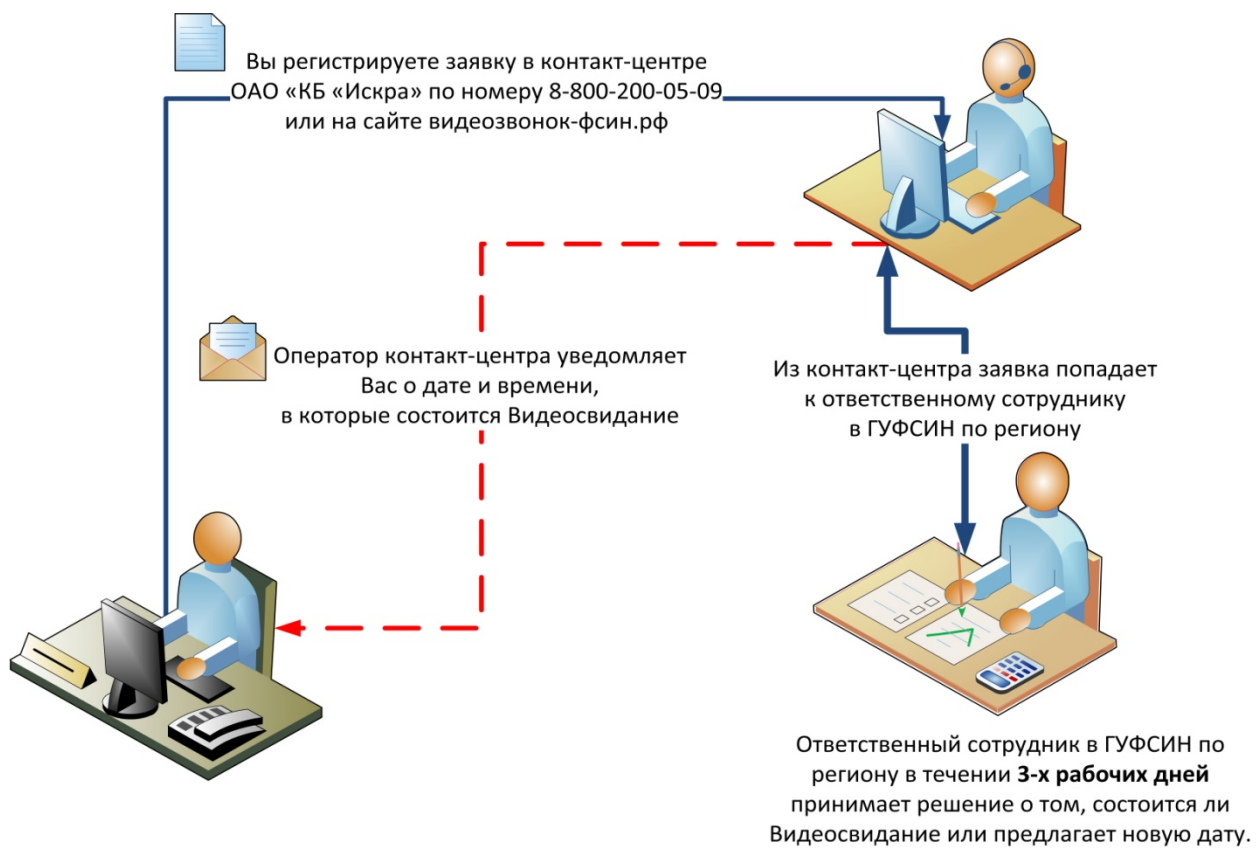 Вы регистрируете заявку в контакт-центре
ОАО «КБ «Искра» по номеру 8-800-200-05-09
или на сайте видеозвонок-фсин.рф
Оператор контакт-центра уведомляет
Вас о дате и времени,
в которые состоится Видеосвидание
Из контакт-центра заявка попадает
к ответственному сотруднику
в ГУФСИН по региону
Ответственный сотрудник в ГУФСИН по
региону в течении 3-х рабочих дней
принимает решение о том, состоится ли
Видеосвидание или предлагает новую дату.